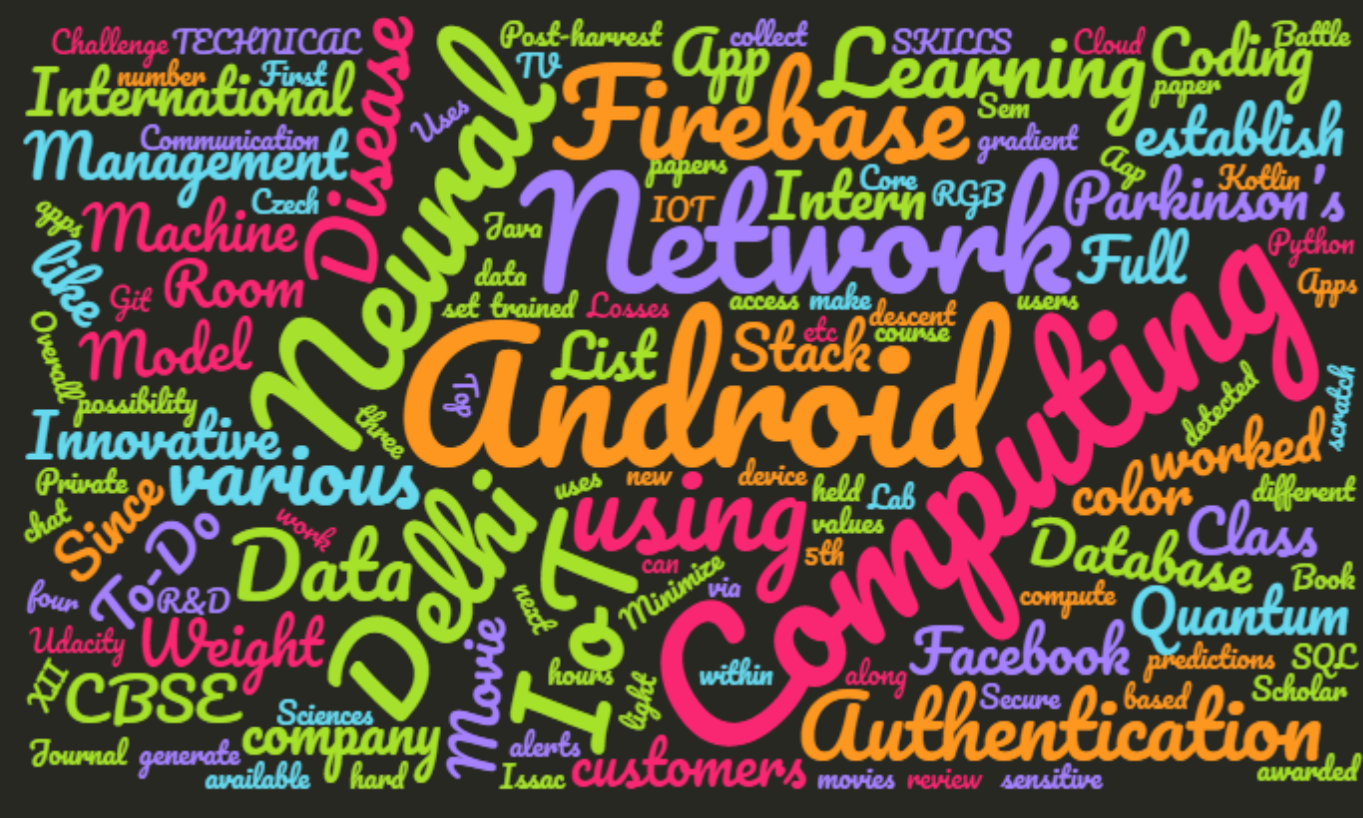 Challenge
TECHNICAL
Disease
Neural
Post-harvest
App
collect
Learning
SKILLS
Cloud
Coding
Battle
number
First
TV
Firebase
paper
International
Uses
Sem
Communication
gradient
establish
Management
papers
Aap
Czech
Network
IOT
Intern
Core
RGB
Parkinson's
Kotlin
apps
Machine
Java
Full
Python
like
Git
Room
data
Computing
Apps
set
trained
Losses
access
make
users
Overall
Model
Android
List
Stack
etc
descent
course
Top
possibility
three
detected
scratch
Innovative
various
worked
Private
uses
new
device
held
Lab
color
different
chat
Since
To-Do
work
Delhi
IoT
using
values
5th
Database
Class
Data
can
Minimize
via
Book
four
R&D
next
compute
Quantum
Udacity
Weight
Movie
hours
within
along
Facebook
predictions
SQL
XII
CBSE
light
Secure
based
Scholar
Sciences
company
alerts
Authentication
Journal
generate
available
hard
Issac
customers
movies
review
sensitive
awarded